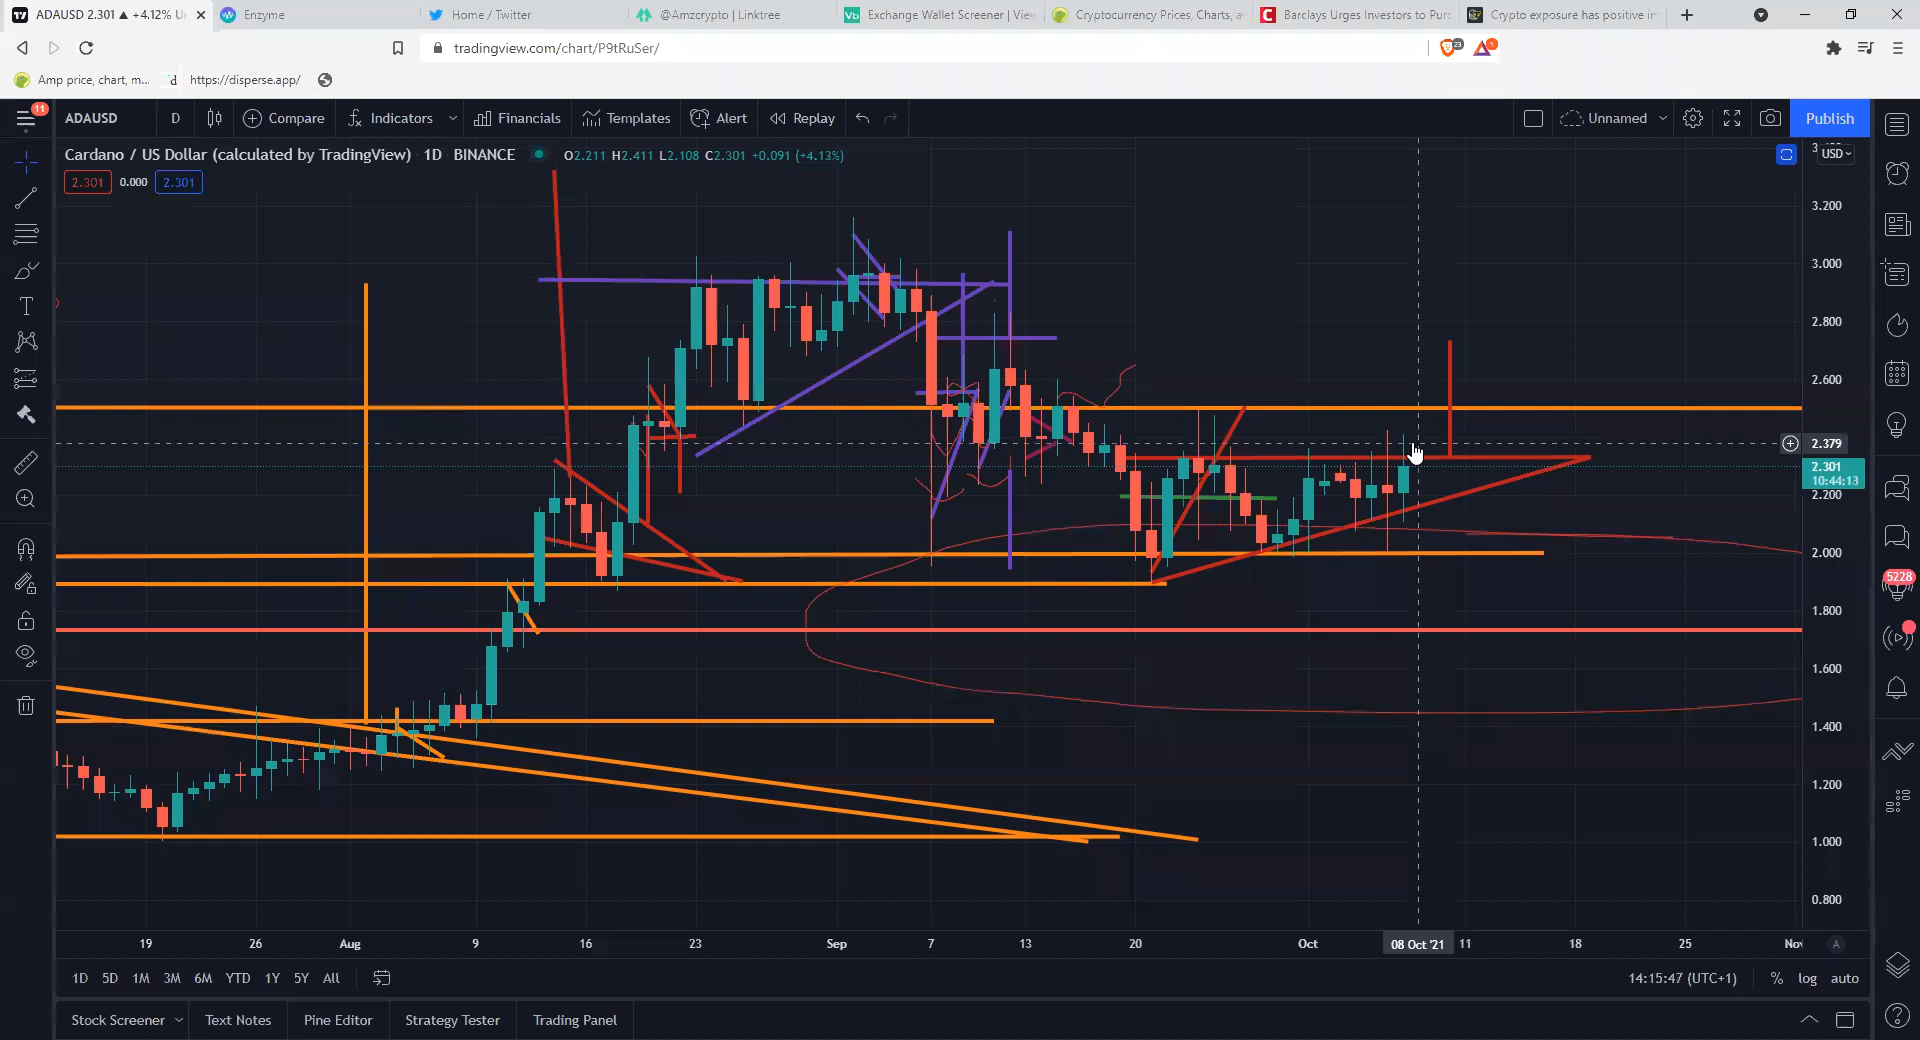 ADAUSD 2.301 ▲ +4.12% U
Enzyme
Home / Twitter
@Amzcrypto | Linktree
Exchange Wallet Screener | Vie
Cryptocurrency Prices, Charts, a
Barclays Urges Investors to Purc
Crypto exposure has positive im
tradingview.com/chart/P9tRuSer/
23
1
Amp price, chart, m...
d
https://disperse.app/
11
ADAUSD
D
Compare
Indicators
Financials
Templates
Alert
Replay
Unnamed
Publish
Cardano / US Dollar (calculated by TradingView) · 1D · BINANCE
O2.211 H2.411 L2.108 C2.301 +0.091 (+4.13%)
USD
2.301
0.000
2.301
3.200
3.000
2.800
2.600
2.379
2.301
10:44:13
2.200
2.000
5228
1.800
1.600
1.400
1.200
1.000
0.800
19
26
Aug
9
16
23
Sep
7
13
20
Oct
08 Oct '21
11
18
25
Nov
A
1D
5D
1M
3M
6M
YTD
1Y
5Y
All
14:15:47 (UTC+1)
%
log
auto
Stock Screener
Text Notes
Pine Editor
Strategy Tester
Trading Panel